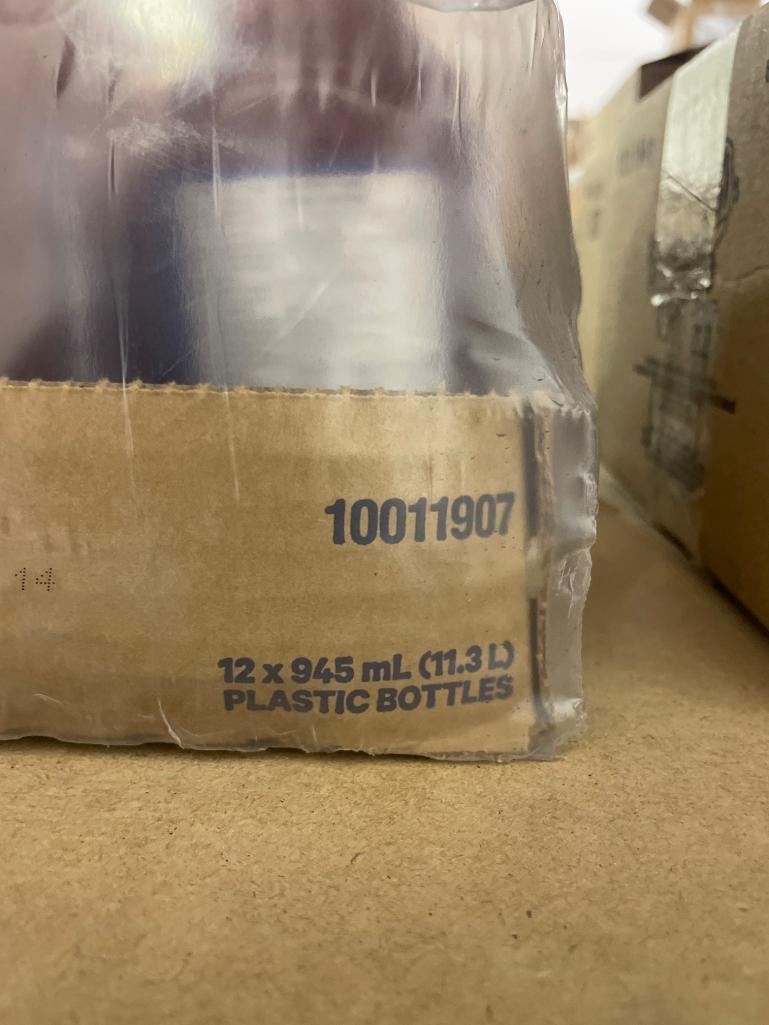 10011907
14
12 x 945 mL (11.3 L)
PLASTIC BOTTLES